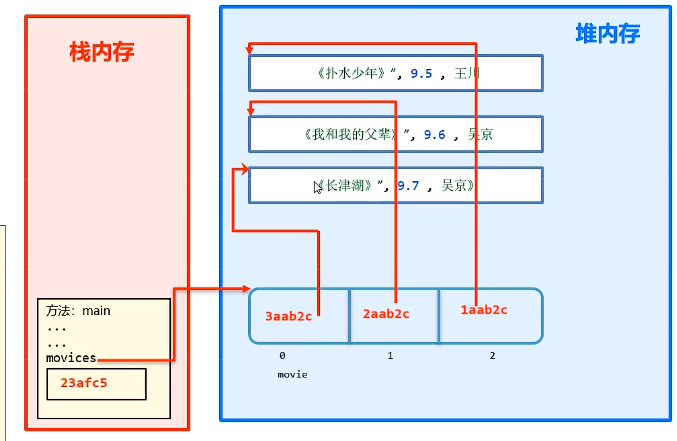 栈内存
堆内存
《扑水少年》”, 9.5 , 王川
《我和我的父辈》”, 9.6 , 吴京
《长津湖》”, 9.7 , 吴京》
方法：main
...
...
movices
23afc5
3aab2c
2aab2c
1aab2c
0
1
2
movie